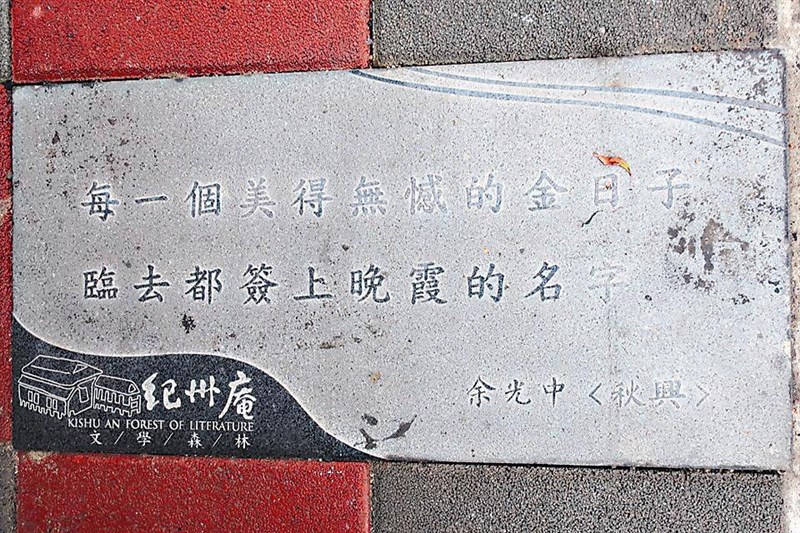 每一個美得無憾的金日子
臨去都簽上晚霞的名字
余光中〈秋興〉
紀州庵
KISHU AN FOREST OF LITERATURE
文/學/森/林